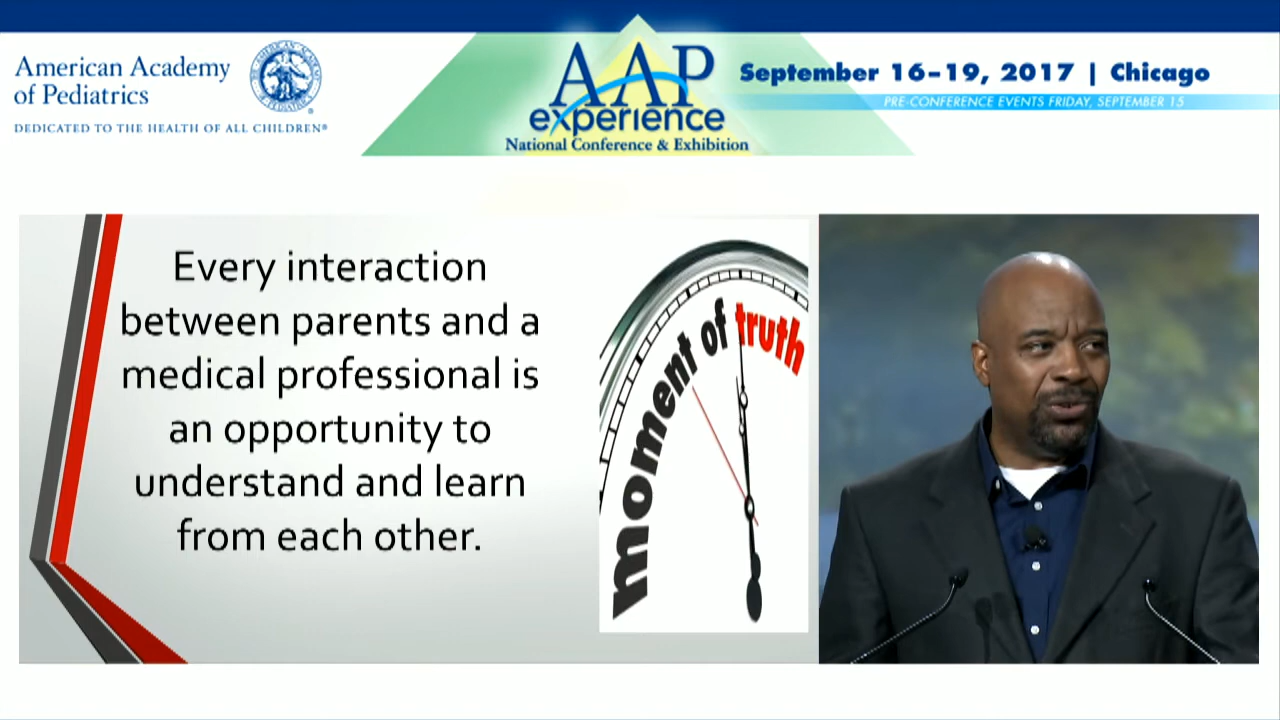 American Academy
of Pediatrics
DEDICATED TO THE HEALTH OF ALL CHILDREN®
AAP
experience
National Conference & Exhibition
September 16–19, 2017 | Chicago
PRE-CONFERENCE EVENTS FRIDAY, SEPTEMBER 15
Every interaction
between parents and a
medical professional is
an opportunity to
understand and learn
from each other.
moment of truth